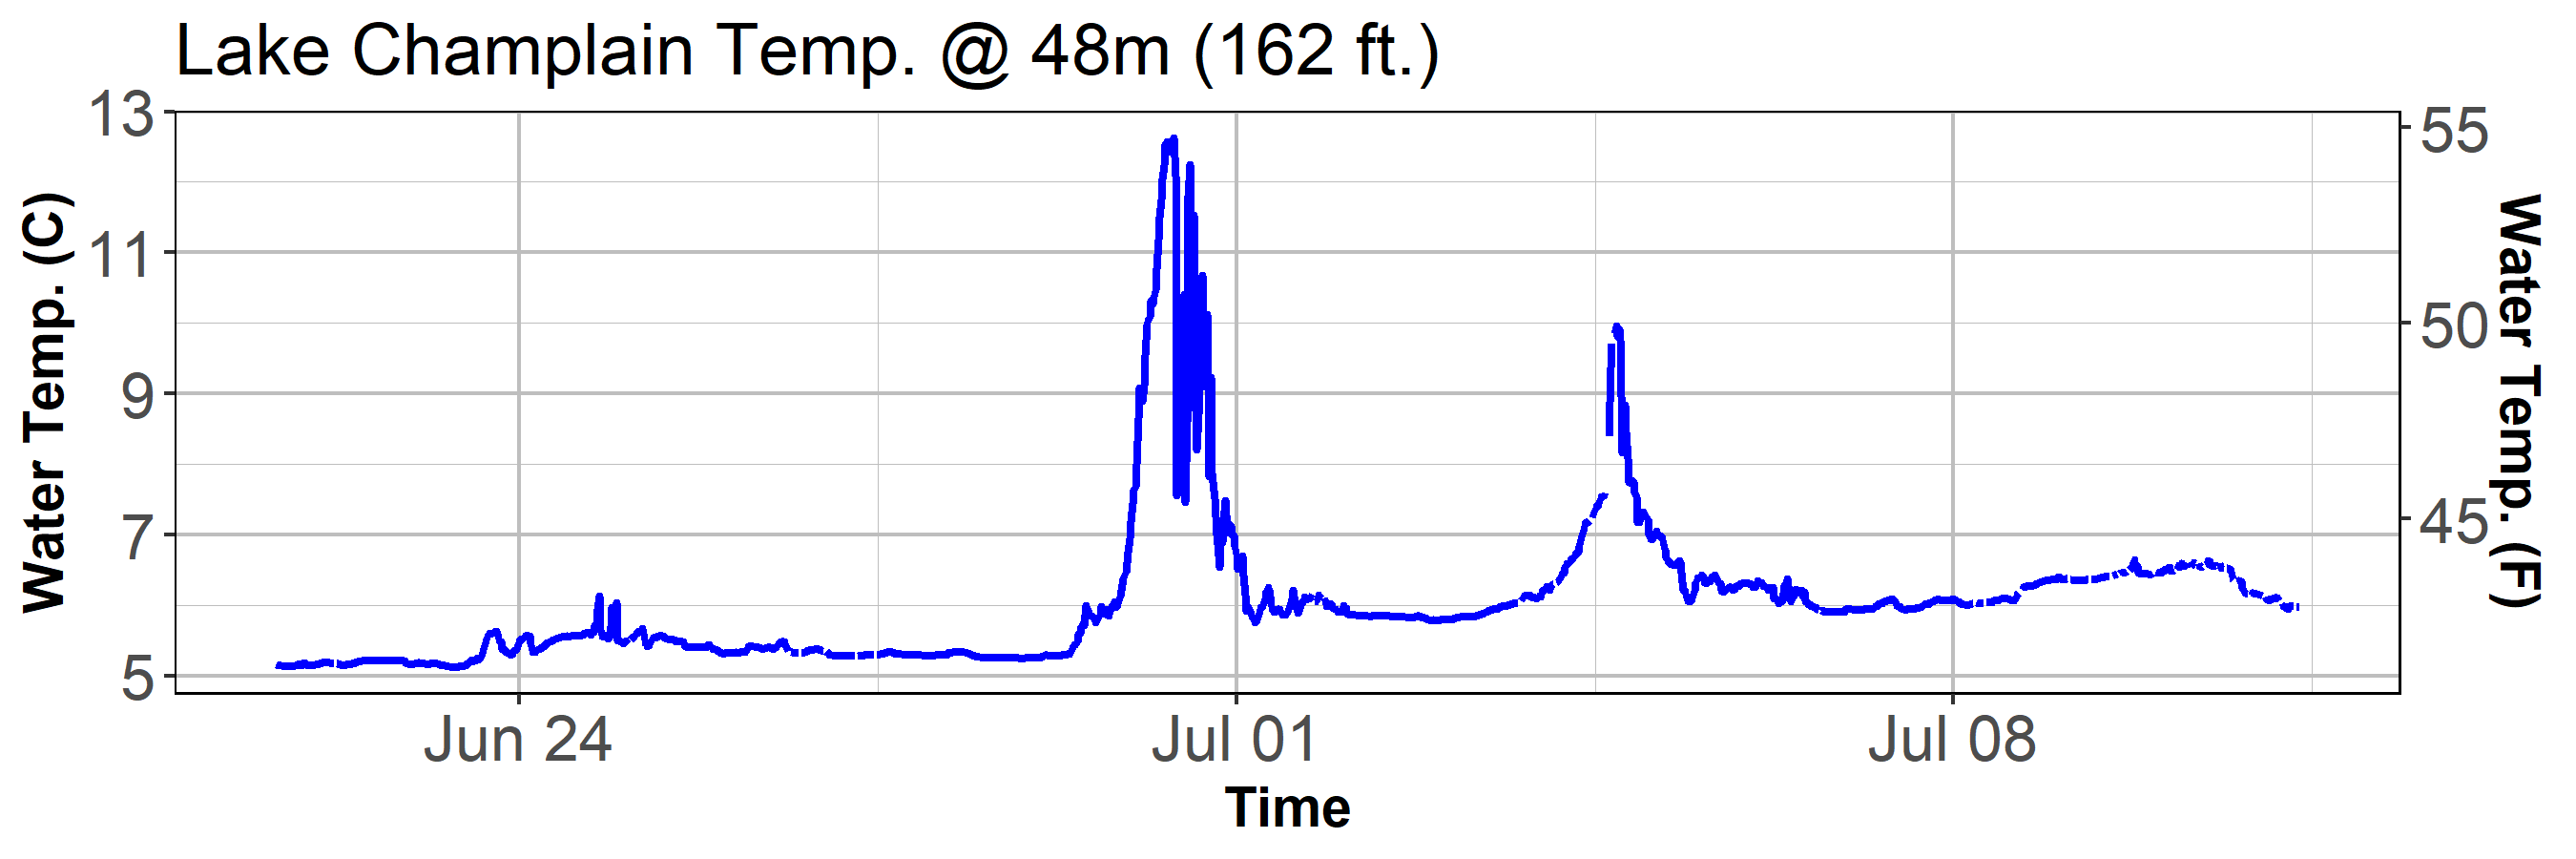 Lake Champlain Temp. @ 48m (162 ft.)
Water Temp. (C)
13
11
9
7
5
55
50
45
Water Temp. (F)
Jun 24
Jul 01
Jul 08
Time